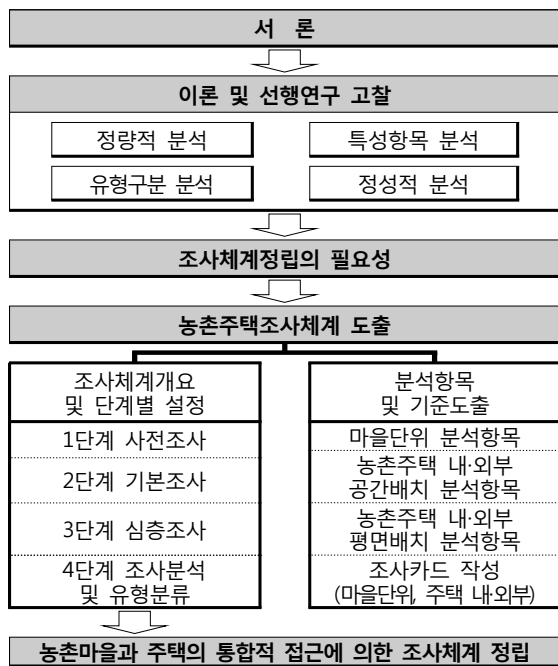 서 론
이론 및 선행연구 고찰
정량적 분석
특성항목 분석
유형구분 분석
정성적 분석
조사체계정립의 필요성
농촌주택조사체계 도출
조사체계개요
및 단계별 설정
1단계 사전조사
2단계 기본조사
3단계 심층조사
4단계 조사분석
및 유형분류
분석항목
및 기준도출
마을단위 분석항목
농촌주택 내·외부
공간배치 분석항목
농촌주택 내·외부
평면배치 분석항목
조사카드 작성
(마을단위, 주택 내·외부)
농촌마을과 주택의 통합적 접근에 의한 조사체계 정립